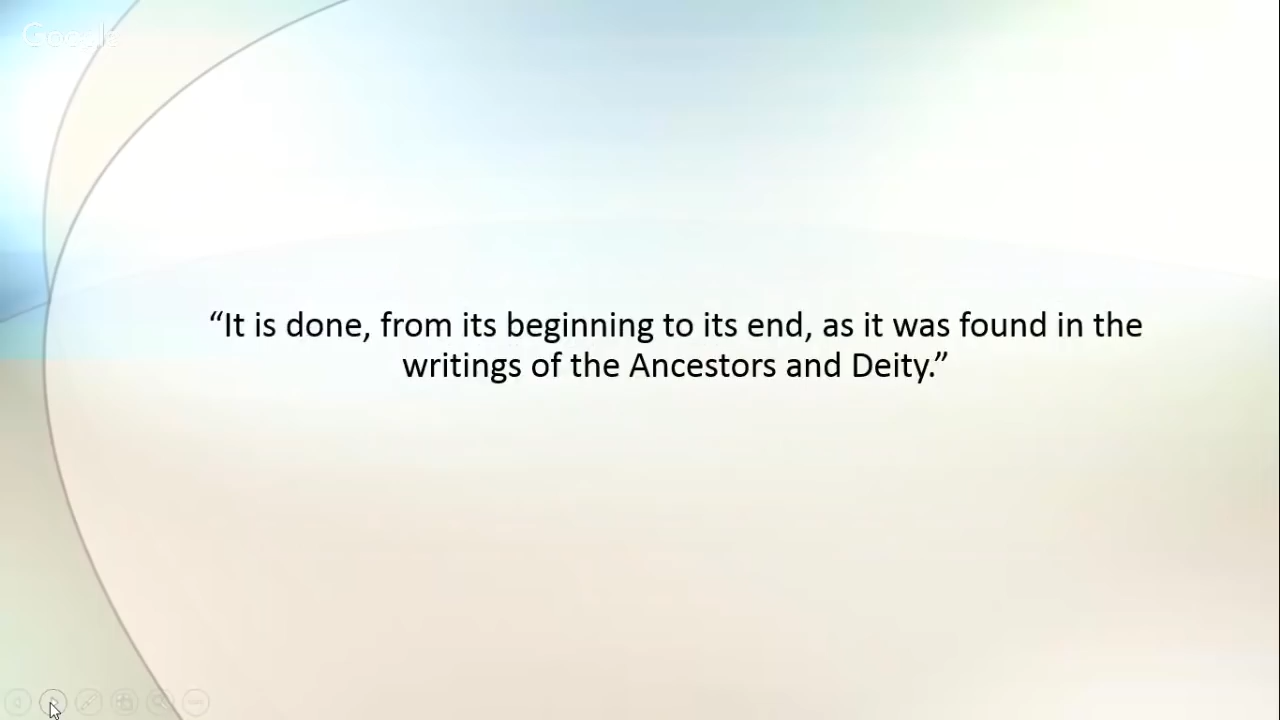 Google
“It is done, from its beginning to its end, as it was found in the
writings of the Ancestors and Deity.”